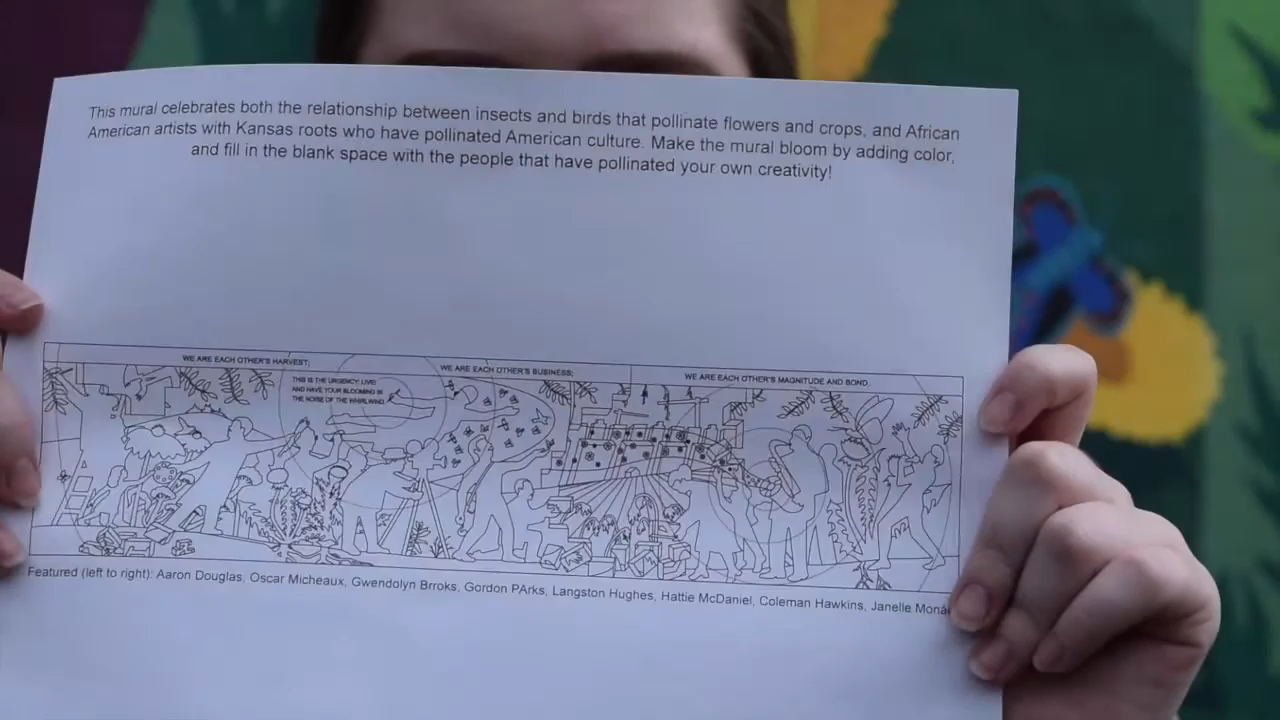 This mural celebrates both the relationship between insects and birds that pollinate flowers and crops, and African
American artists with Kansas roots who have pollinated American culture. Make the mural bloom by adding color,
and fill in the blank space with the people that have pollinated your own creativity!
WE ARE EACH OTHER'S HARVEST;
WE ARE EACH OTHER'S BUSINESS;
WE ARE EACH OTHER'S MAGNITUDE AND BOND.
THIS IS THE URGENCY: LIVE!
AND HAVE YOUR BLOOMING IN
THE NOISE OF THE WHIRLWIND.
Featured (left to right): Aaron Douglas, Oscar Micheaux, Gwendolyn Brroks, Gordon PArks, Langston Hughes, Hattie McDaniel, Coleman Hawkins, Janelle Moná